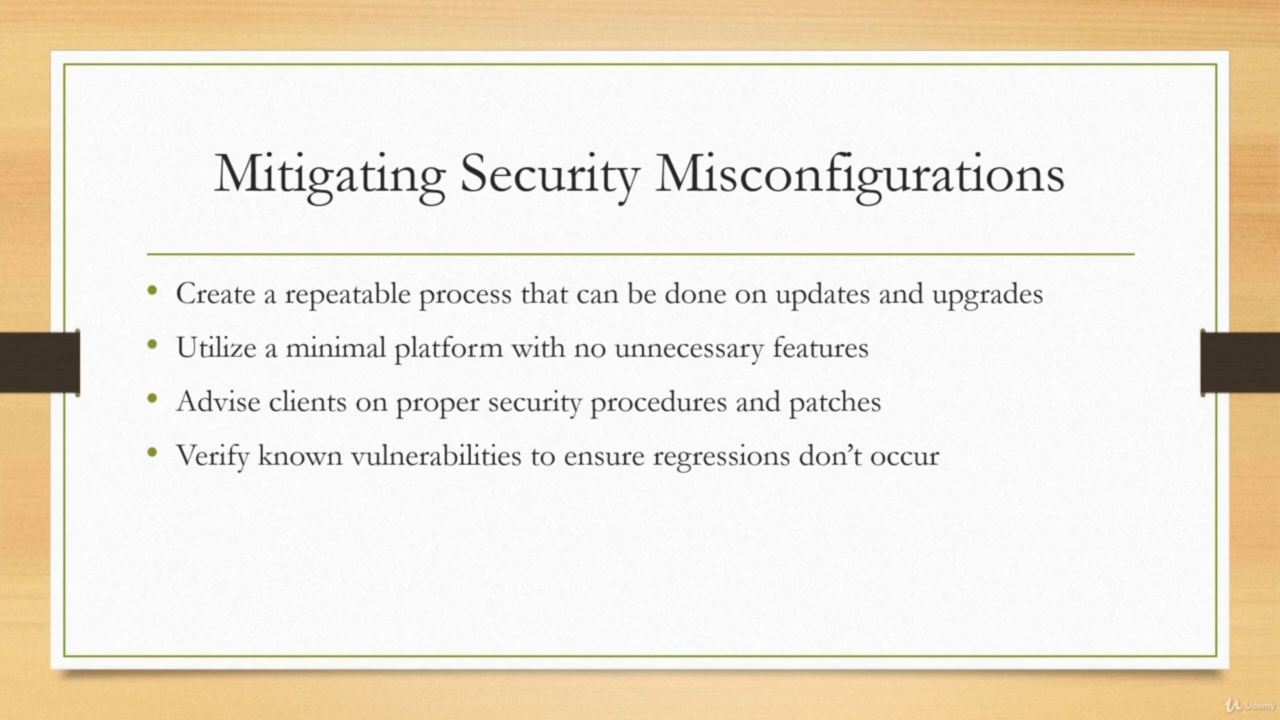 Mitigating Security Misconfigurations
• Create a repeatable process that can be done on updates and upgrades
• Utilize a minimal platform with no unnecessary features
• Advise clients on proper security procedures and patches
• Verify known vulnerabilities to ensure regressions don’t occur
Udemy